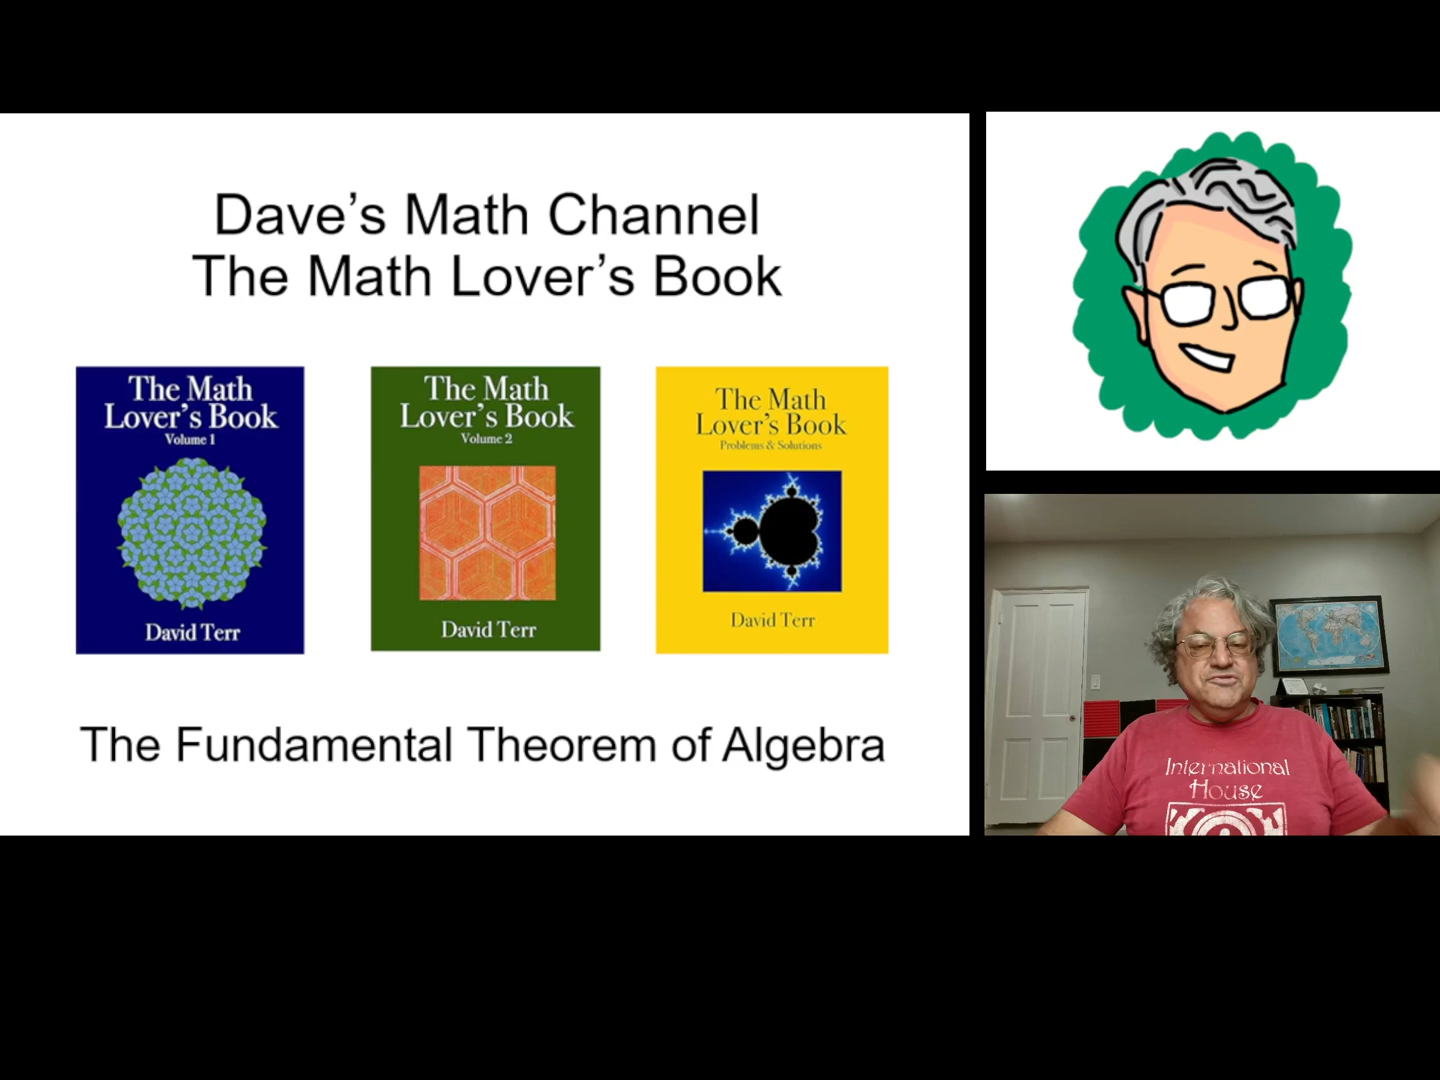 Dave's Math Channel
The Math Lover's Book
The Math
Lover's Book
Volume 1
David Terr
The Math
Lover's Book
Volume 2
David Terr
The Math
Lover's Book
Problems & Solutions
David Terr
The Fundamental Theorem of Algebra
International
House